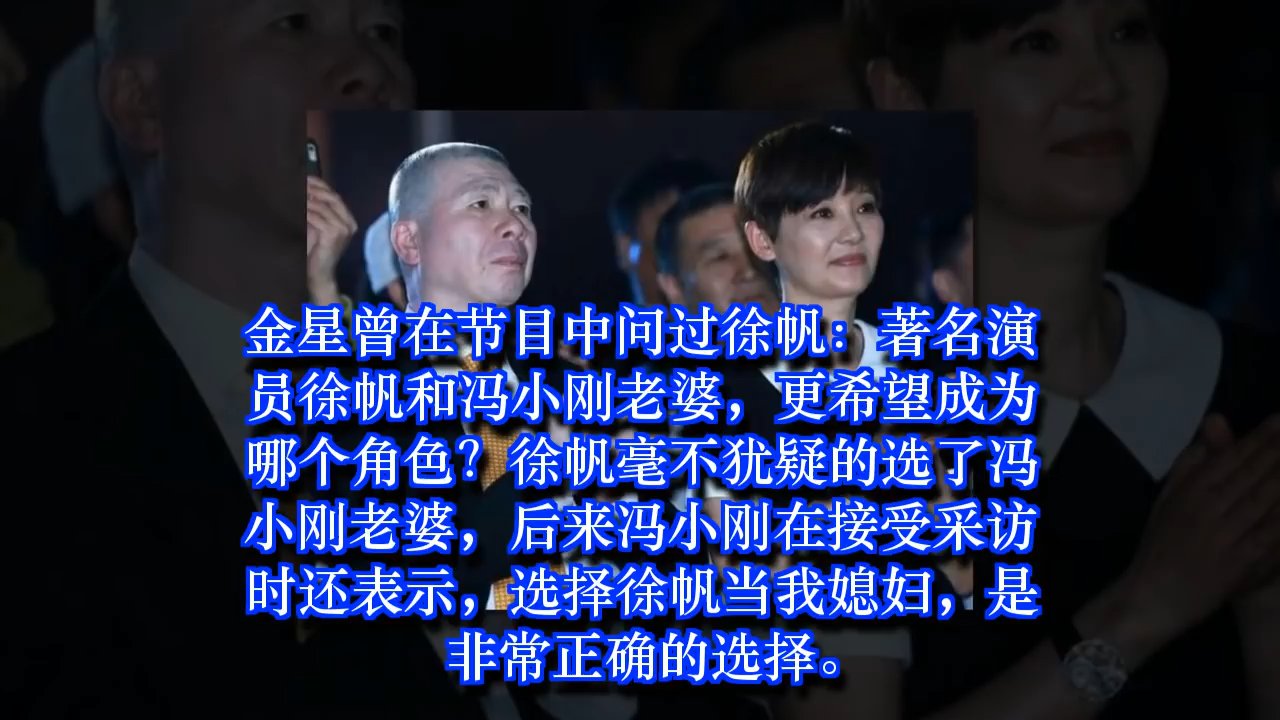 金星曾在节目中问过徐帆：著名演
员徐帆和冯小刚老婆，更希望成为
哪个角色？徐帆毫不犹疑的选了冯
小刚老婆，后来冯小刚在接受采访
时还表示，选择徐帆当我媳妇，是
非常正确的选择。